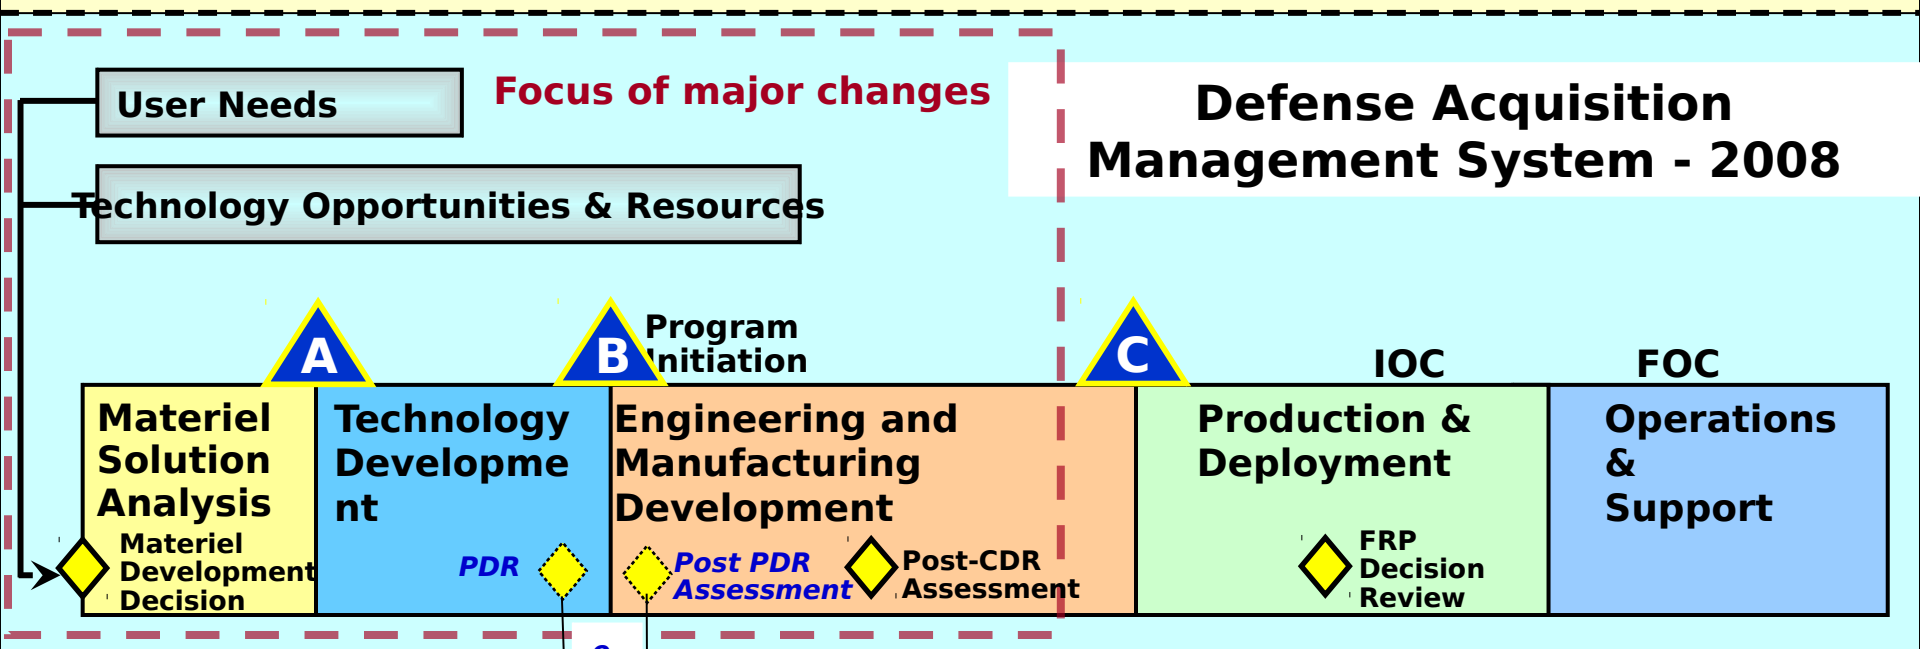 User Needs
Focus of major changes
Defense Acquisition
Management System - 2008
Technology Opportunities & Resources
A
B
Program
Initiation
C
IOC
FOC
Materiel
Solution
Analysis
Technology
Developme
nt
Engineering and
Manufacturing
Development
Production &
Deployment
Operations
&
Support
Materiel
Development
Decision
PDR
Post PDR
Assessment
Post-CDR
Assessment
FRP
Decision
Review